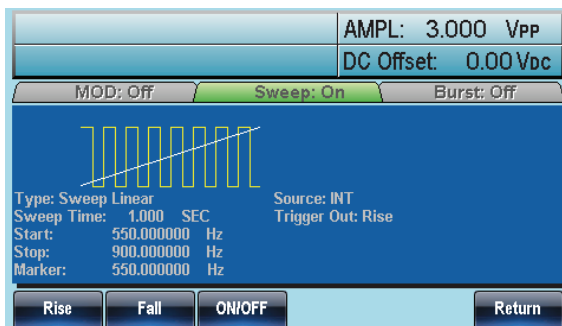 AMPL: 3.000 VPP
DC Offset: 0.00 VDC
MOD: Off Sweep: On Burst: Off
Type: Sweep Linear Source: INT
Sweep Time: 1.000 SEC Trigger Out: Rise
Start: 550.000000 Hz
Stop: 900.000000 Hz
Marker: 550.000000 Hz
Rise Fall ON/OFF Return